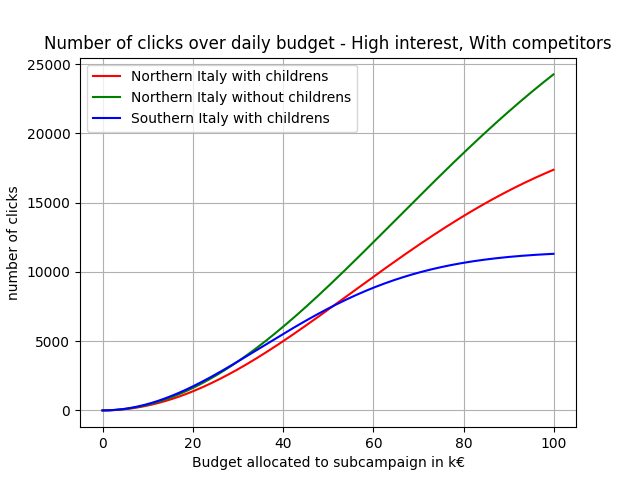 Number of clicks over daily budget - High interest, With competitors
Northern Italy with childrens
Northern Italy without childrens
Southern Italy with childrens
number of clicks
25000
20000
15000
10000
5000
0
0 20 40 60 80 100
Budget allocated to subcampaign in k€